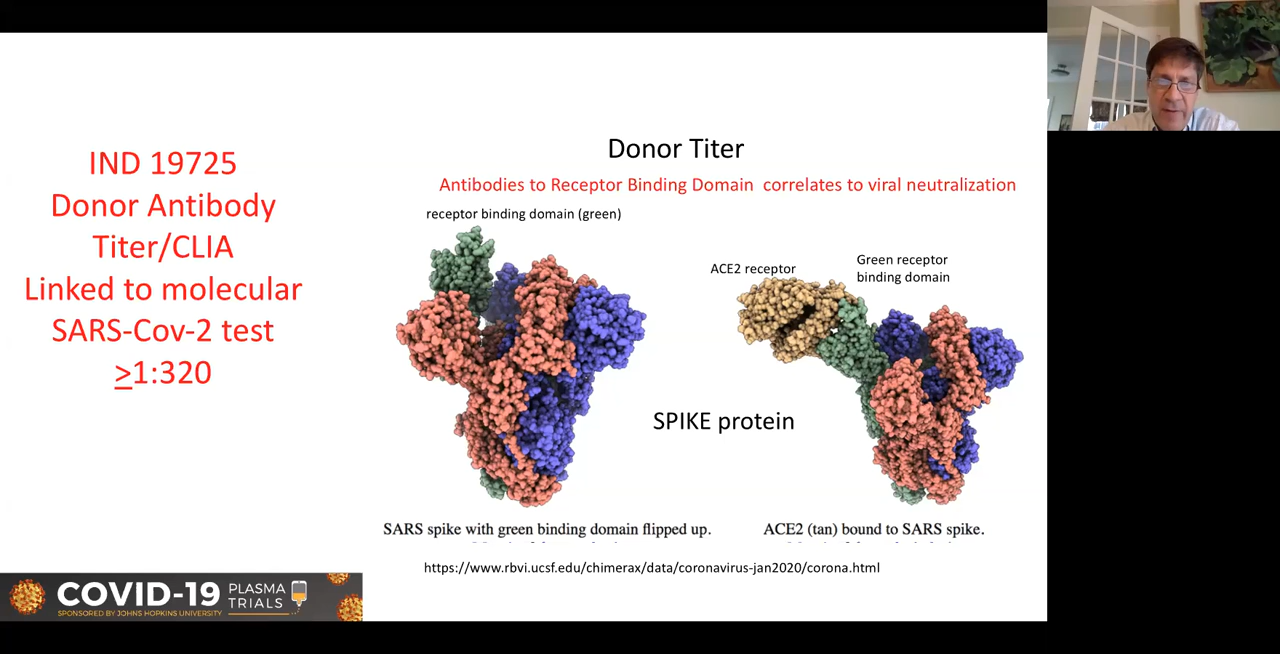 IND 19725
Donor Antibody
Titer/CLIA
Linked to molecular
SARS-Cov-2 test
≥1:320
Donor Titer
Antibodies to Receptor Binding Domain correlates to viral neutralization
receptor binding domain (green)
ACE2 receptor
Green receptor
binding domain
SPIKE protein
SARS spike with green binding domain flipped up.
ACE2 (tan) bound to SARS spike.
https://www.rbvi.ucsf.edu/chimerax/data/coronavirus-jan2020/corona.html
COVID-19 PLASMA
TRIALS
SPONSORED BY JOHNS HOPKINS UNIVERSITY